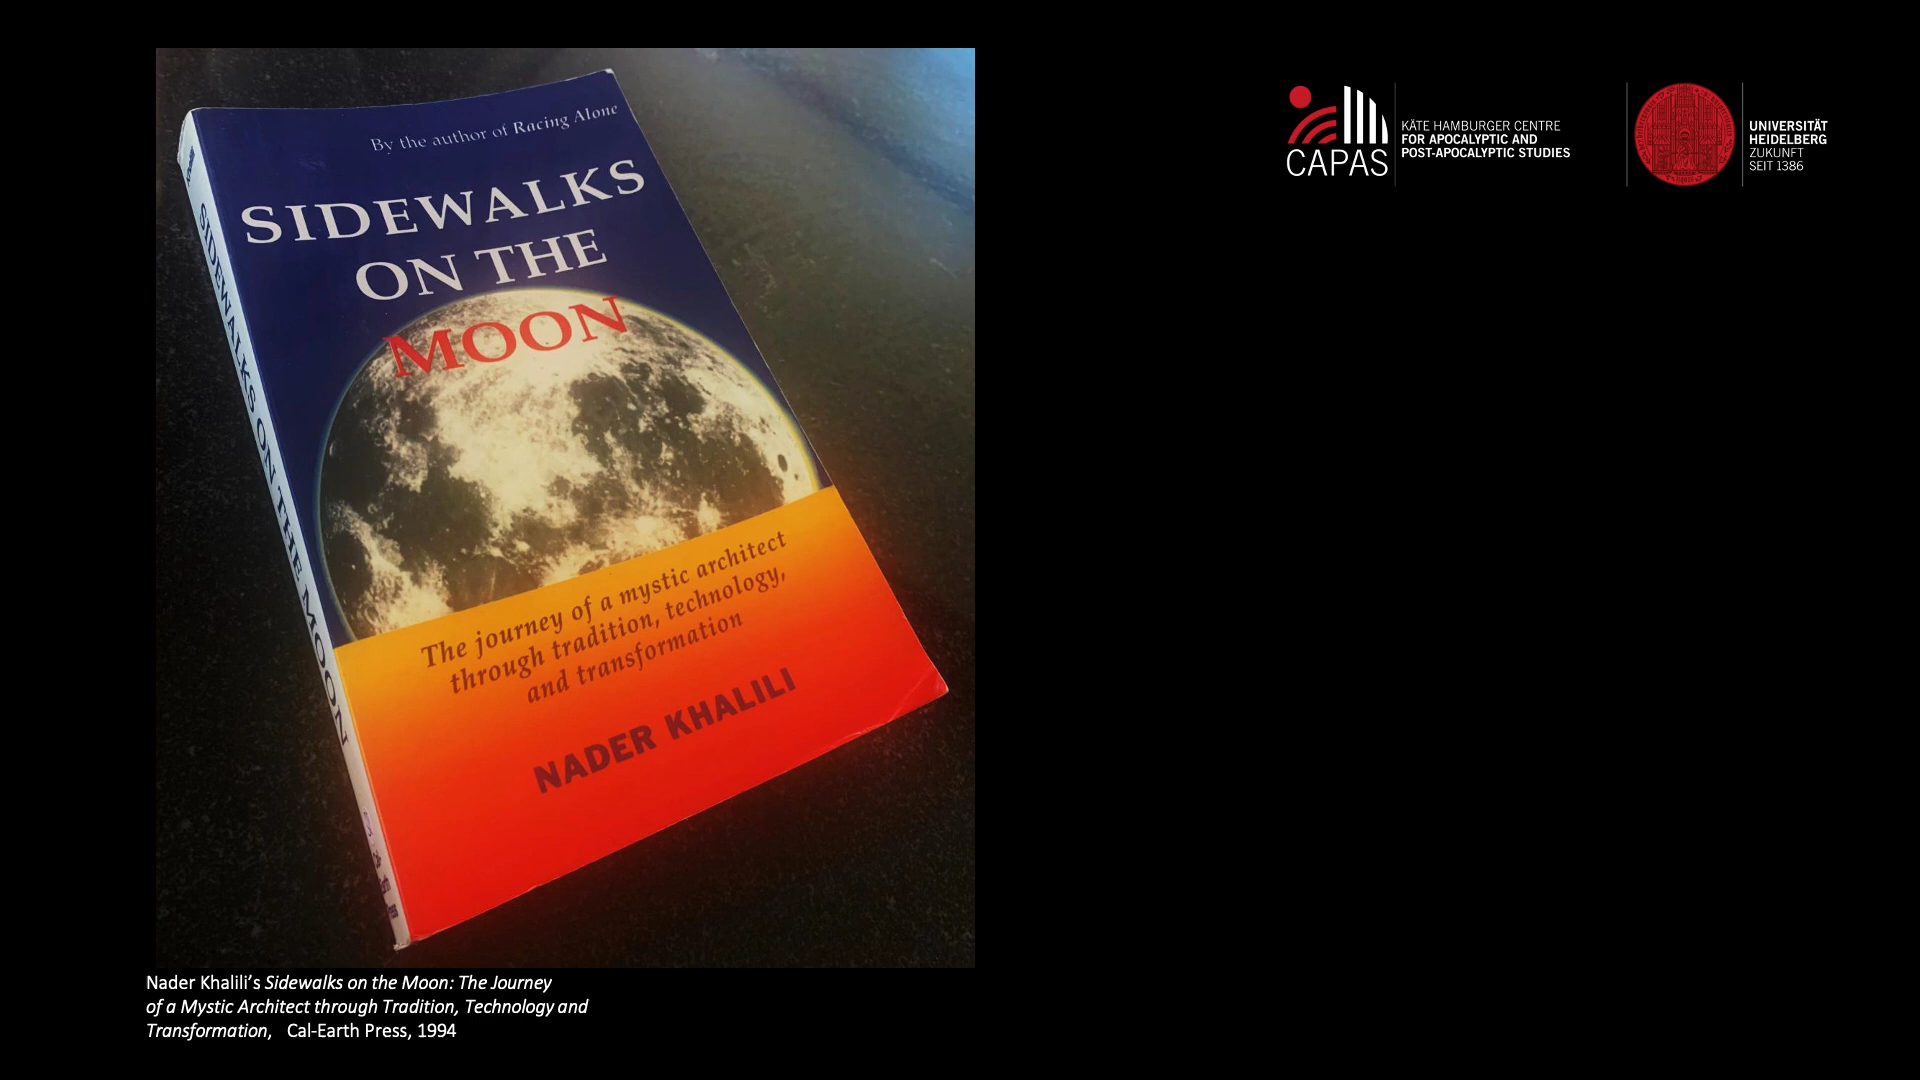 By the author of Racing Alone
SIDEWALKS
ON THE
MOON
The journey of a mystic architect
through tradition, technology,
and transformation
NADER KHALILI
SIDEWALKS ON THE MOON
Nader Khalili’s Sidewalks on the Moon: The Journey
of a Mystic Architect through Tradition, Technology and
Transformation, Cal-Earth Press, 1994
CAPAS
KÄTE HAMBURGER CENTRE
FOR APOCALYPTIC AND
POST-APOCALYPTIC STUDIES
UNIVERSITÄT
HEIDELBERG
ZUKUNFT
SEIT 1386